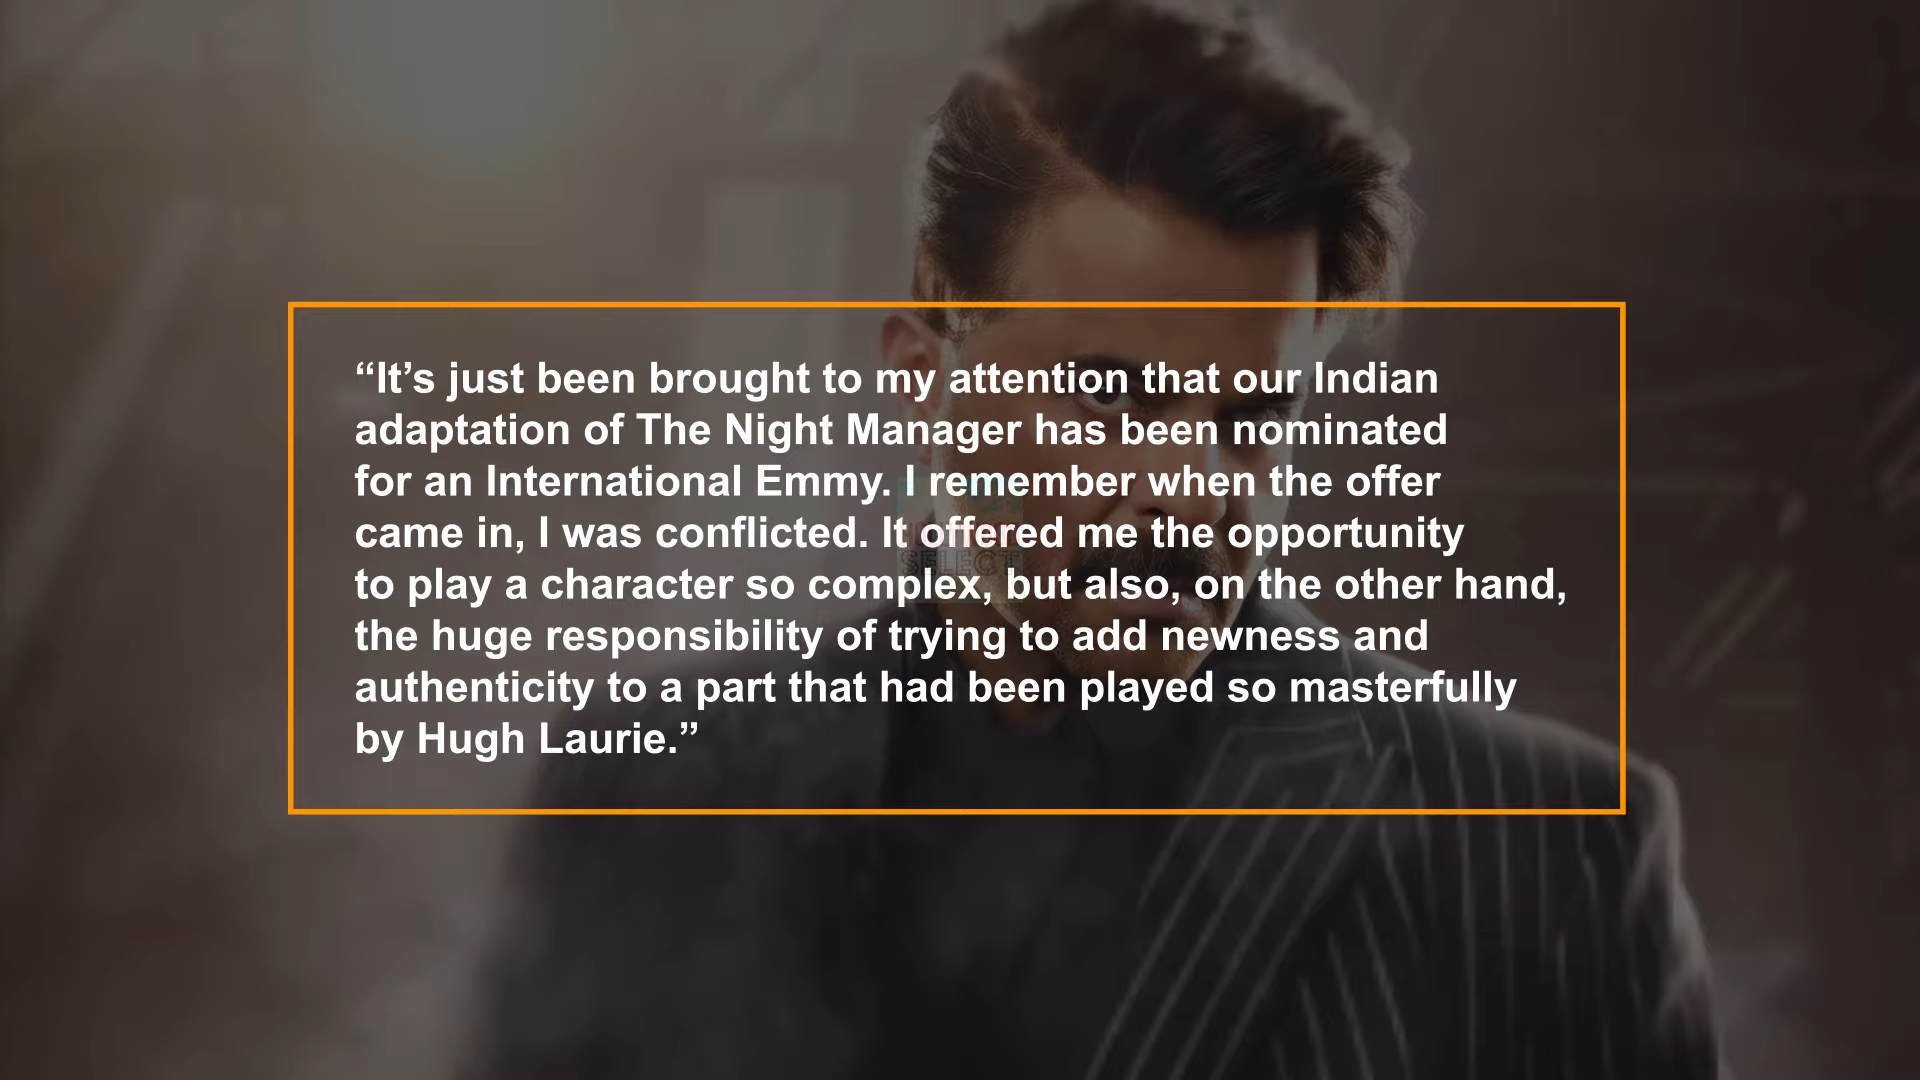 “It’s just been brought to my attention that our Indian
adaptation of The Night Manager has been nominated
for an International Emmy. I remember when the offer
came in, I was conflicted. It offered me the opportunity
to play a character so complex, but also, on the other hand,
the huge responsibility of trying to add newness and
authenticity to a part that had been played so masterfully
by Hugh Laurie.”
SELECT